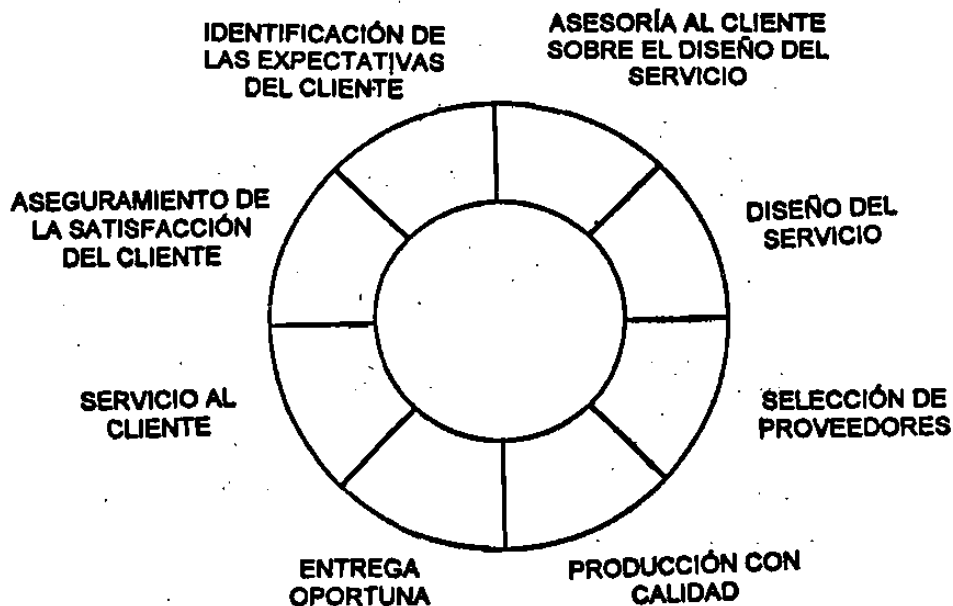 IDENTIFICACIÓN DE
LAS EXPECTATIVAS
DEL CLIENTE
ASESORÍA AL CLIENTE
SOBRE EL DISEÑO DEL
SERVICIO
DISEÑO DEL
SERVICIO
SELECCIÓN DE
PROVEEDORES
PRODUCCIÓN CON
CALIDAD
ENTREGA
OPORTUNA
SERVICIO AL
CLIENTE
ASEGURAMIENTO DE
LA SATISFACCIÓN
DEL CLIENTE